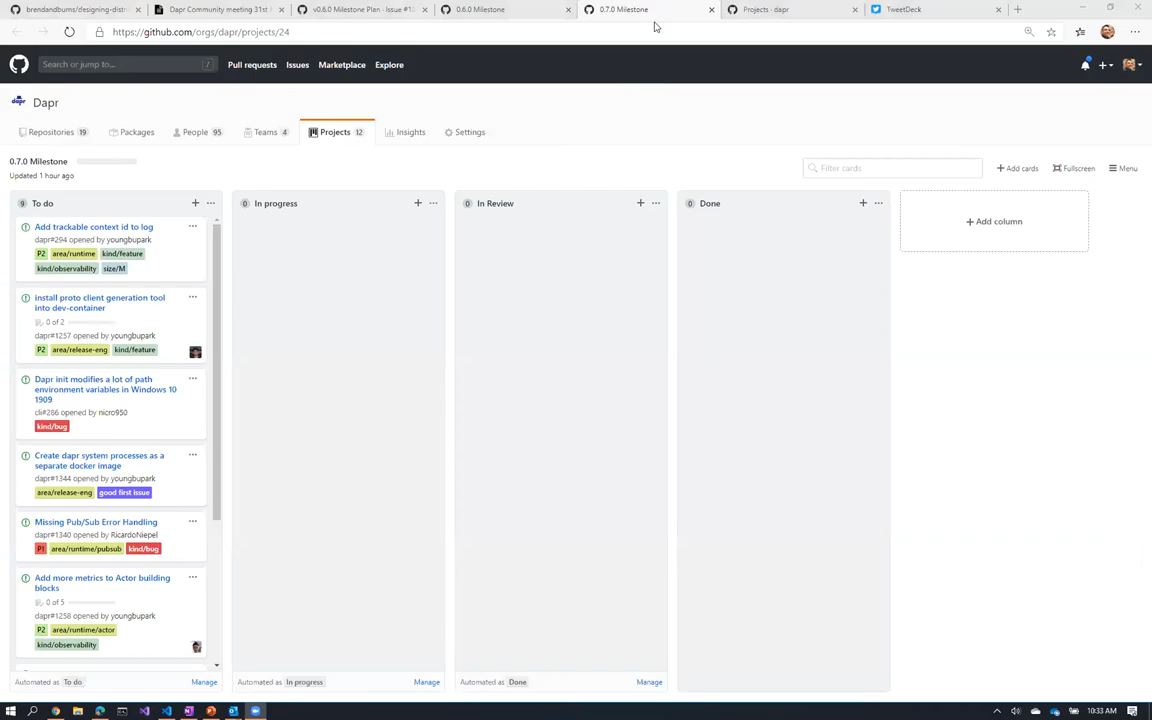 brendandburns/designing-distr
Dapr Community meeting 31st
v0.6.0 Milestone Plan · Issue #1
0.6.0 Milestone
0.7.0 Milestone
Projects · dapr
TweetDeck
https://github.com/orgs/dapr/projects/24
Search or jump to...
/
Pull requests
Issues
Marketplace
Explore
dapr
Dapr
Repositories 19
Packages
People 95
Teams 4
Projects 12
Insights
Settings
0.7.0 Milestone
Updated 1 hour ago
Filter cards
Add cards
Fullscreen
Menu
9 To do
Add trackable context id to log
dapr#294 opened by youngbupark
P2 area/runtime kind/feature
kind/observability size/M
install proto client generation tool
into dev-container
0 of 2
dapr#1257 opened by youngbupark
P2 area/release-eng kind/feature
Dapr init modifies a lot of path
environment variables in Windows 10
1909
cli#286 opened by nicro950
kind/bug
Create dapr system processes as a
separate docker image
dapr#1344 opened by youngbupark
area/release-eng good first issue
Missing Pub/Sub Error Handling
dapr#1340 opened by RicardoNiepel
P1 area/runtime/pubsub kind/bug
Add more metrics to Actor building
blocks
0 of 5
dapr#1258 opened by youngbupark
P2 area/runtime/actor
kind/observability
Automated as To do Manage
0 In progress
Automated as In progress Manage
0 In Review
Automated as Done Manage
0 Done
+ Add column
10:33 AM